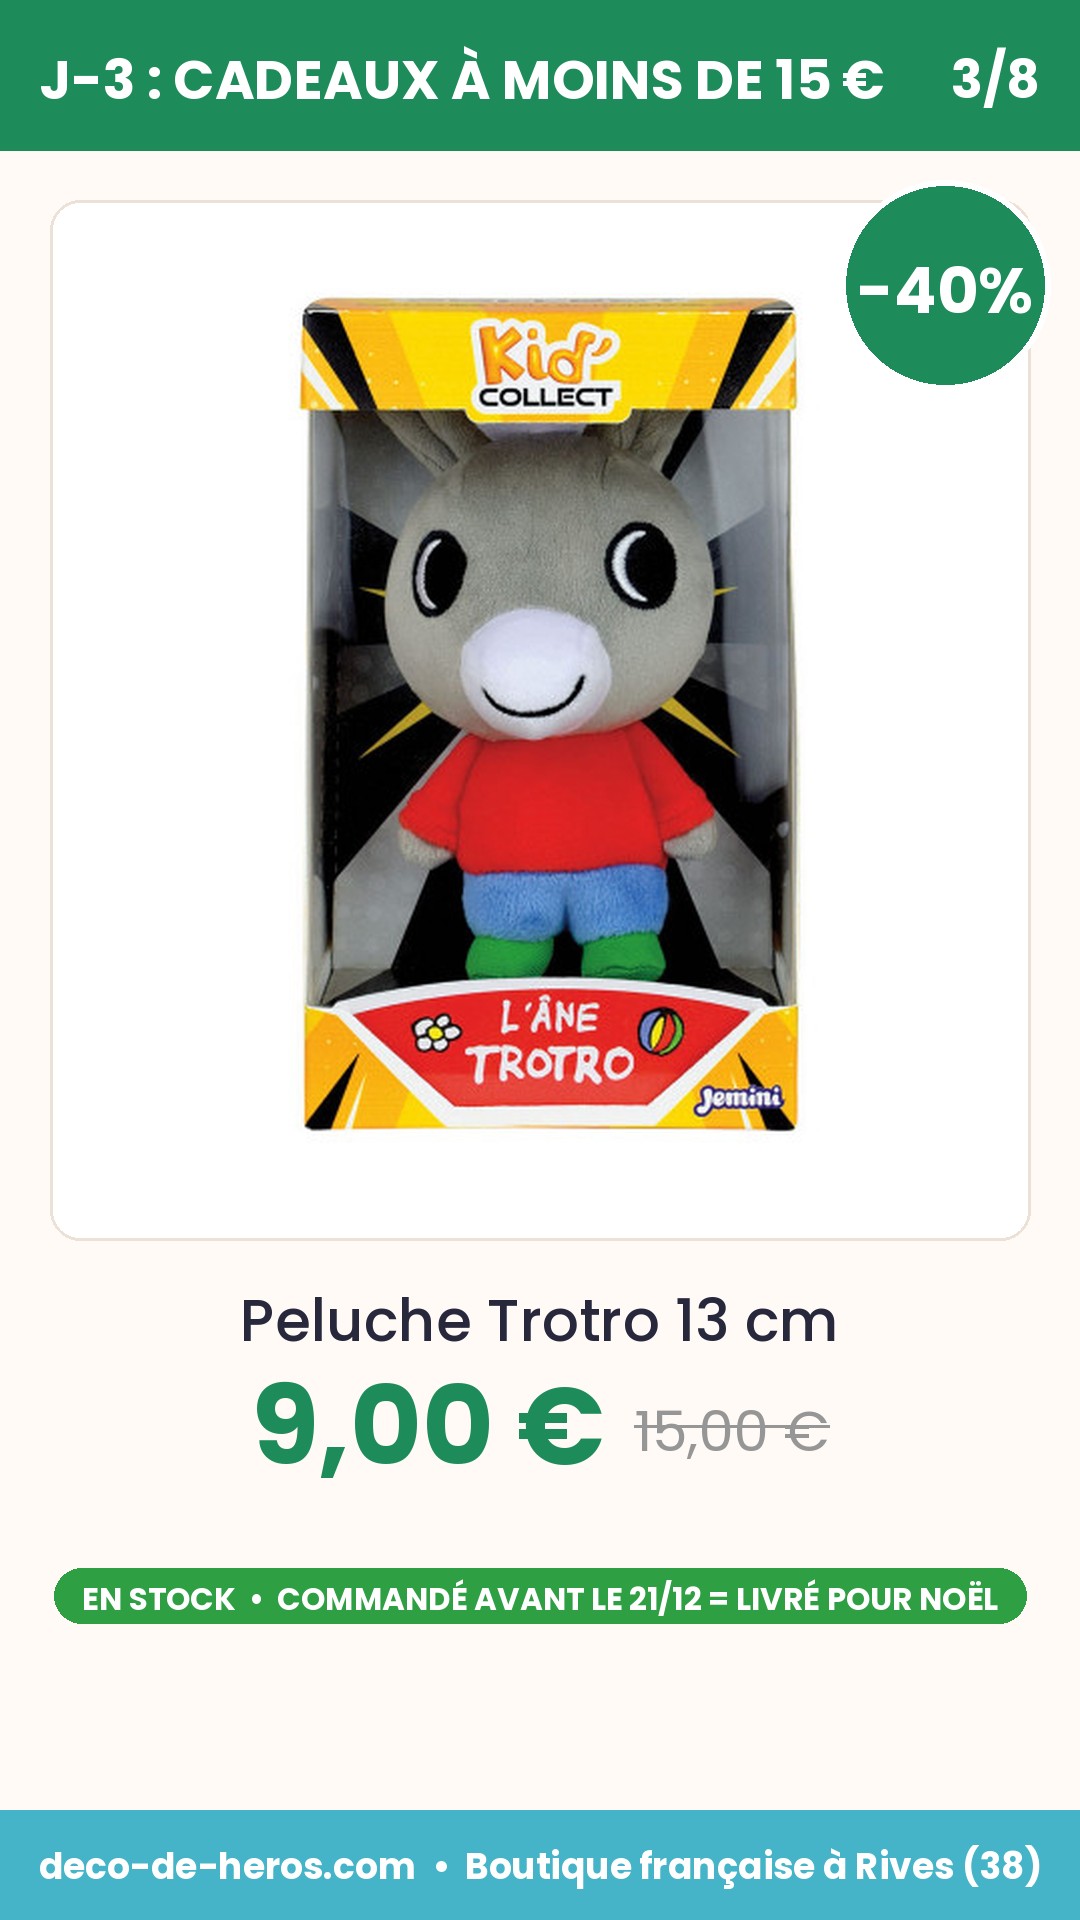 J-3 : CADEAUX À MOINS DE 15 € 3/8
-40%
Kid'
COLLECT
L'ÂNE
TROTRO
Jemini
Peluche Trotro 13 cm
9,00 € 15,00 €
EN STOCK • COMMANDÉ AVANT LE 21/12 = LIVRÉ POUR NOËL
deco-de-heros.com • Boutique française à Rives (38)